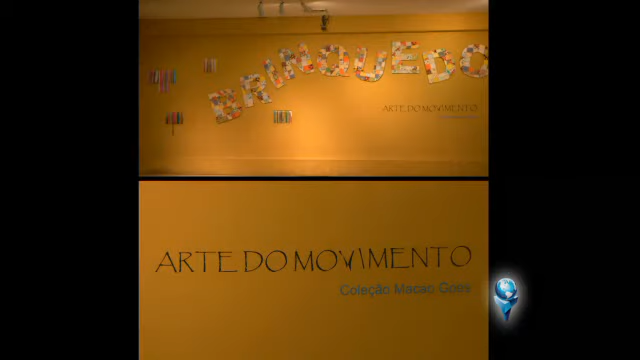 BRINQUEDO
ARTE DO MOVIMENTO
ARTE DO MOVIMENTO
Coleção Macao Goes